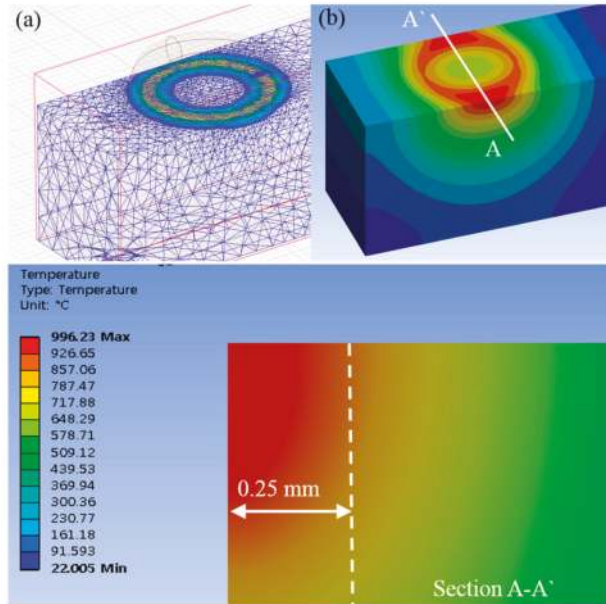 (a)
(b)
A`
A
Temperature
Type: Temperature
Unit: °C
996.23 Max
926.65
857.06
787.47
717.88
648.29
578.71
509.12
439.53
369.94
300.36
230.77
161.18
91.593
22.005 Min
0.25 mm
Section A-A`